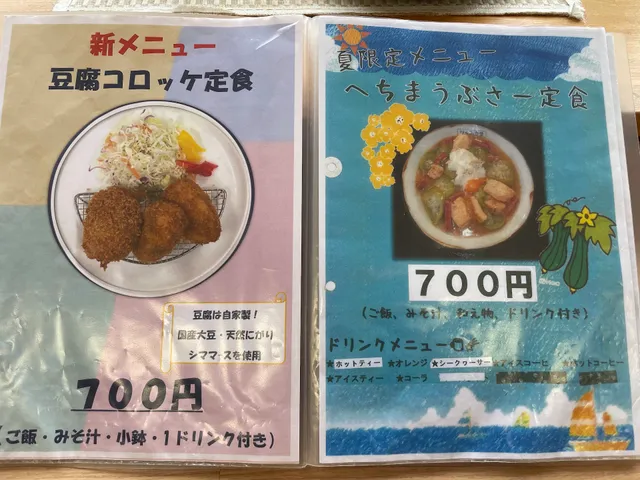 新メニュー
豆腐コロッケ定食
豆腐は自家製！
国産大豆・天然にがり
シママースを使用
７００円
（ご飯・みそ汁・小鉢・1ドリンク付き）
夏限定メニュー
へちまうぶさー定食
７００円
（ご飯、みそ汁、和え物、ドリンク付き）
ドリンクメニュー
★ホットティー ★オレンジ ★シークヮーサー ★アイスコーヒー ★ホットコーヒー
★アイスティー ★コーラ